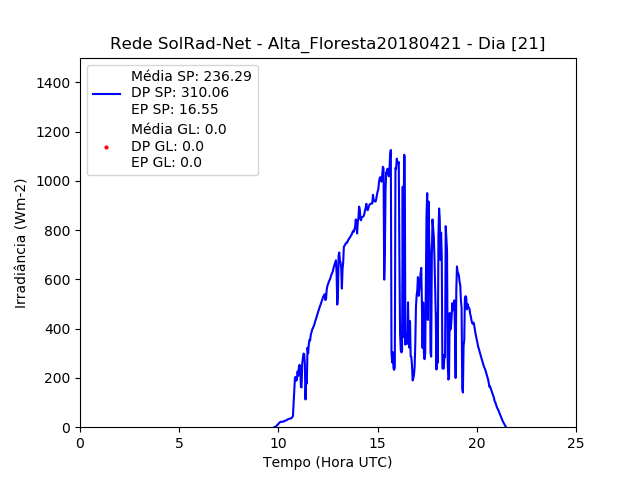 Rede SolRad-Net - Alta_Floresta20180421 - Dia [21]
Média SP: 236.29
DP SP: 310.06
EP SP: 16.55
Média GL: 0.0
DP GL: 0.0
EP GL: 0.0
Irradiância (Wm-2)
1400
1200
1000
800
600
400
200
0
0 5 10 15 20 25
Tempo (Hora UTC)